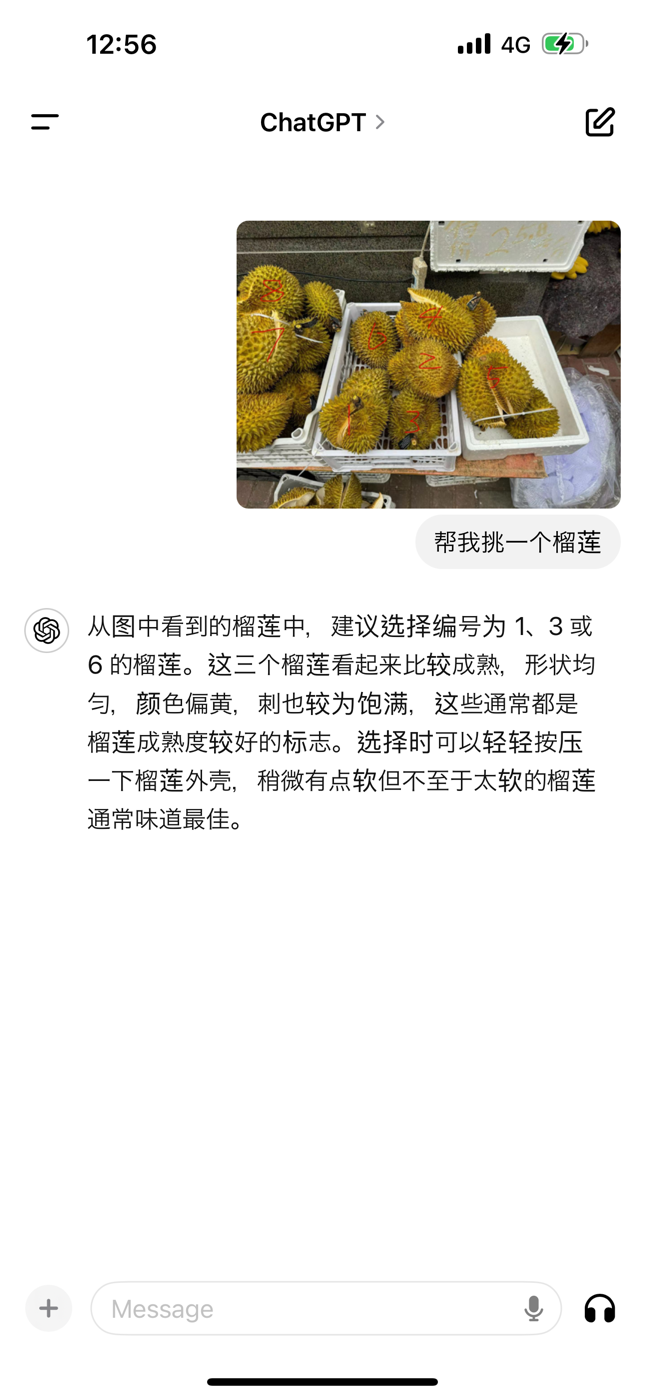 12:56
4G
ChatGPT
8
7
6
4
2
5
1
3
帮我挑一个榴莲
从图中看到的榴莲中，建议选择编号为 1、3 或
6 的榴莲。这三个榴莲看起来比较成熟，形状均
匀，颜色偏黄，刺也较为饱满，这些通常都是
榴莲成熟度较好的标志。选择时可以轻轻按压
一下榴莲外壳，稍微有点软但不至于太软的榴莲
通常味道最佳。
Message